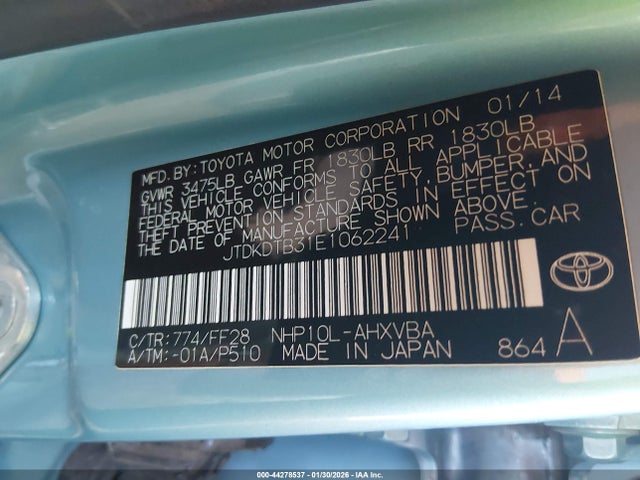 MFD. BY: TOYOTA MOTOR CORPORATION 01/14
GVWR 3475LB GAWR FR 1830LB RR 1830LB
THIS VEHICLE CONFORMS TO ALL APPLICABLE
FEDERAL MOTOR VEHICLE SAFETY, BUMPER, AND
THEFT PREVENTION STANDARDS IN EFFECT ON
THE DATE OF MANUFACTURE SHOWN ABOVE.
JTDKDTB31E1062241 PASS. CAR
C/TR: 774/FF28 NHP10L-AHXVBA
A/TM: -01A/P510 MADE IN JAPAN 864 A
000-44278537 - 01/30/2026 - IAA Inc.